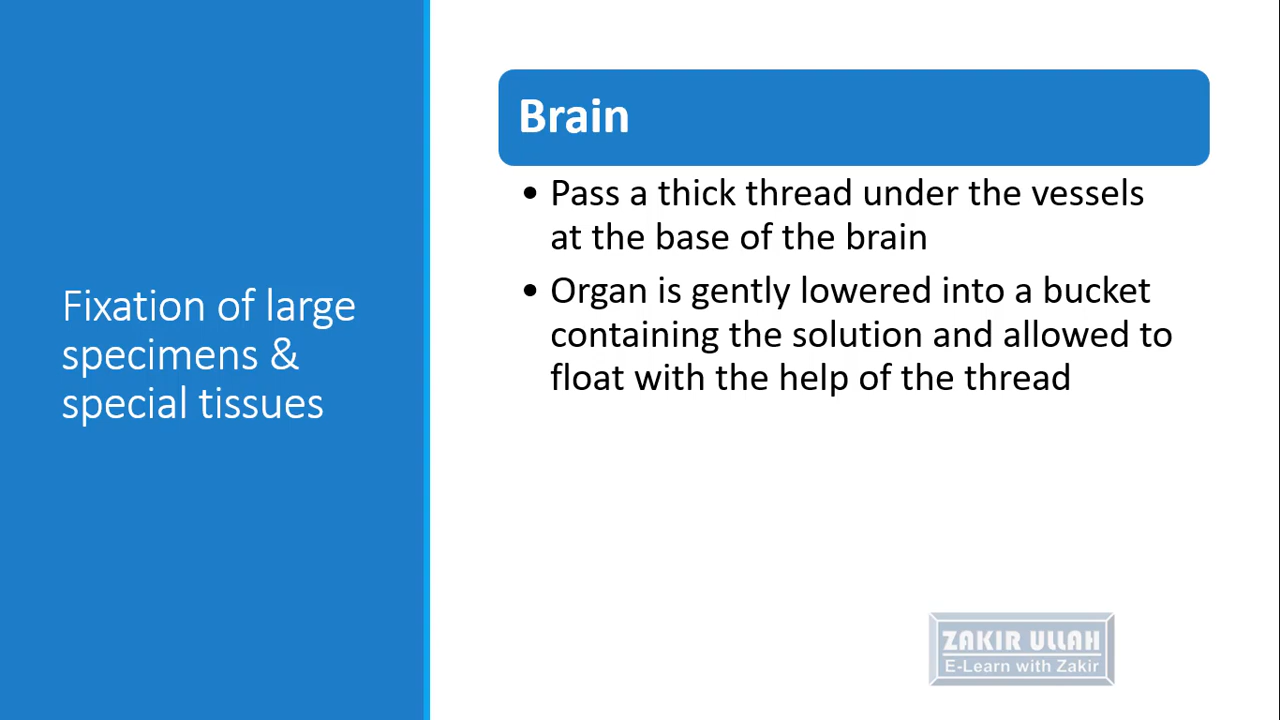 Fixation of large
specimens &
special tissues
Brain
• Pass a thick thread under the vessels
at the base of the brain
• Organ is gently lowered into a bucket
containing the solution and allowed to
float with the help of the thread
ZAKIR ULLAH
E-Learn with Zakir